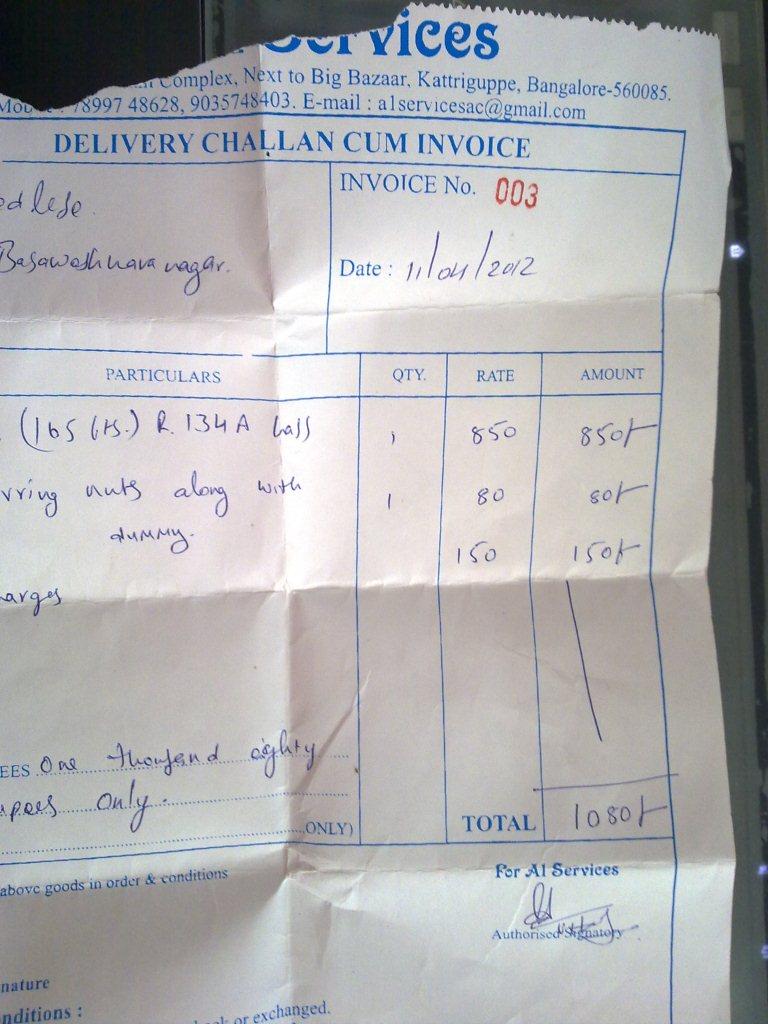 Services
Complex, Next to Big Bazaar, Kattriguppe, Bangalore-560085.
78997 48628, 9035748403. E-mail : a1servicesac@gmail.com
DELIVERY CHALLAN CUM INVOICE
INVOICE No. 003
Basaweshwara nagar.
Date : 11/04/2012
PARTICULARS QTY. RATE AMOUNT
(165 lts.) R. 134A 1 850 850/-
nuts along with 1 80 80/-
dummy.
150 150/-
arges
EES One thousand eighty
upees only.
ONLY) TOTAL 1080/-
above goods in order & conditions
For A1 Services
Authorised Signatory
nature
nditions :
or exchanged.